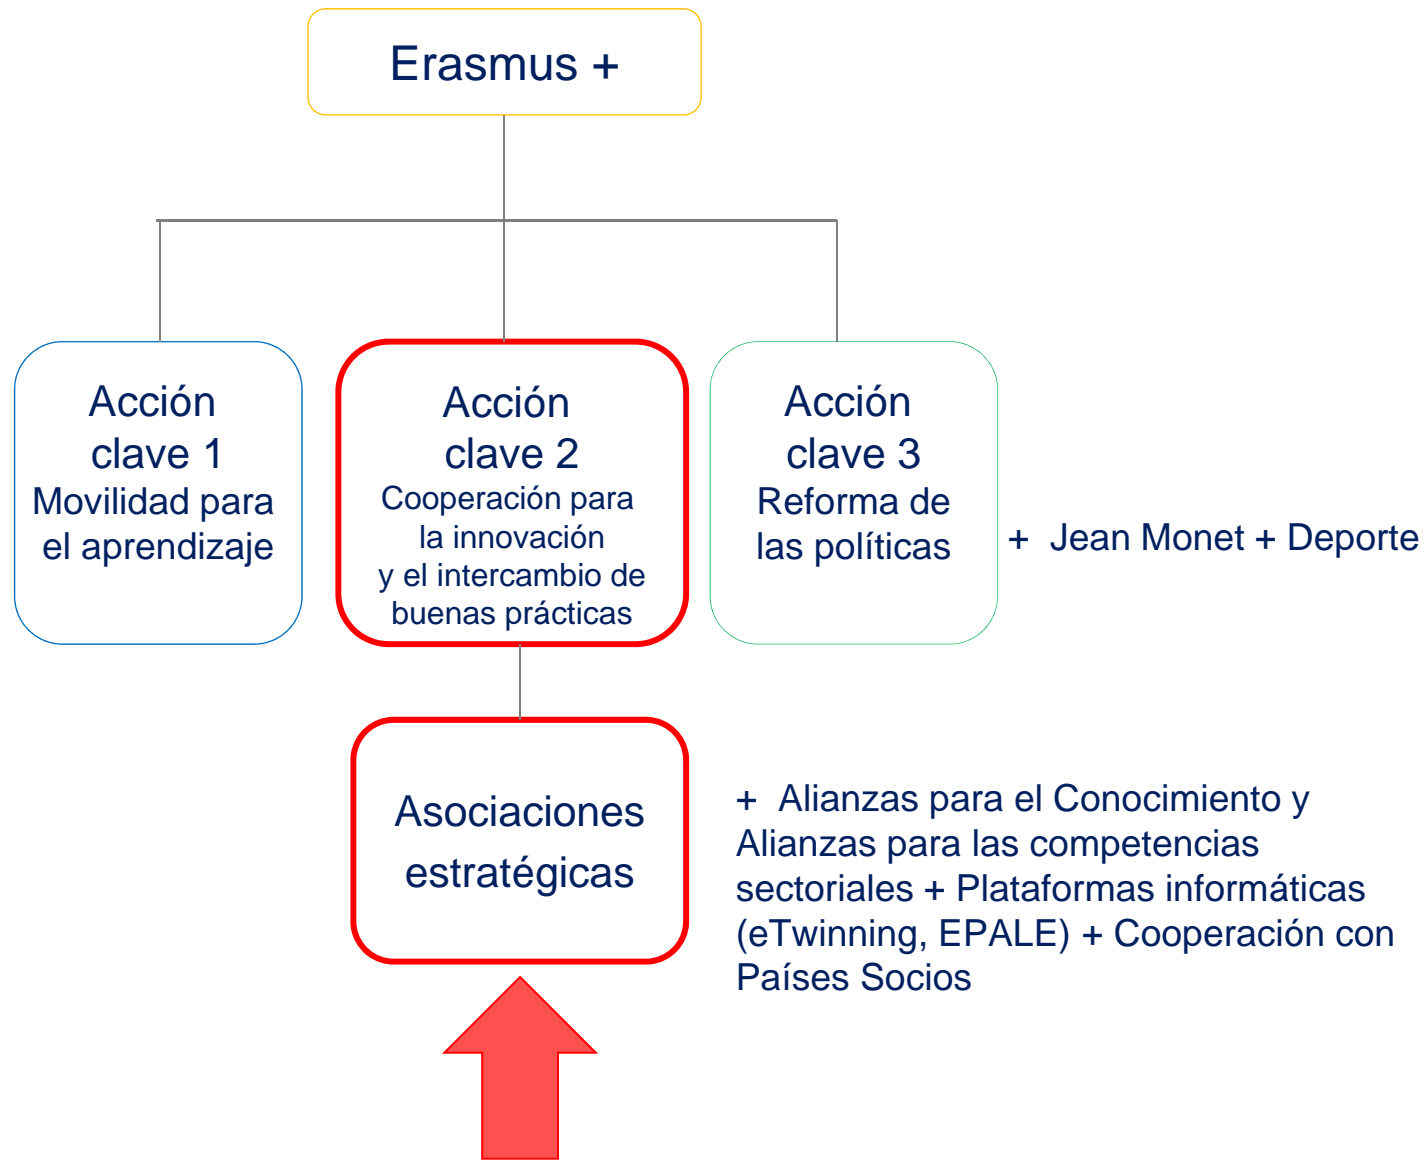 Erasmus +
Acción
clave 1
Movilidad para
el aprendizaje
Acción
clave 2
Cooperación para
la innovación
y el intercambio de
buenas prácticas
Acción
clave 3
Reforma de
las políticas
+ Jean Monet + Deporte
Asociaciones
estratégicas
+ Alianzas para el Conocimiento y
Alianzas para las competencias
sectoriales + Plataformas informáticas
(eTwinning, EPALE) + Cooperación con
Países Socios